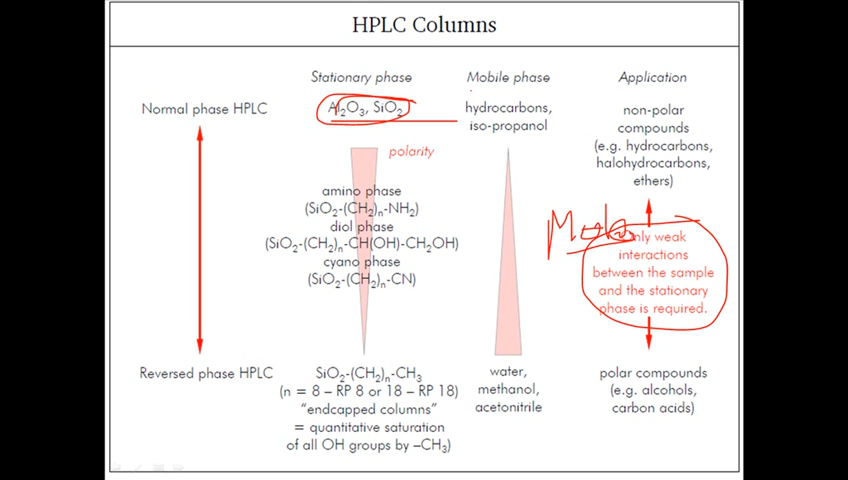 HPLC Columns
Stationary phase
Mobile phase
Application
Normal phase HPLC
Al₂O₃, SiO₂
hydrocarbons,
iso-propanol
non-polar
compounds
(e.g. hydrocarbons,
halohydrocarbons,
ethers)
polarity
amino phase
(SiO₂-(CH₂)ₙ-NH₂)
diol phase
(SiO₂-(CH₂)ₙ-CH(OH)-CH₂OH)
cyano phase
(SiO₂-(CH₂)ₙ-CN)
only weak
interactions
between the sample
and the stationary
phase is required.
Reversed phase HPLC
SiO₂-(CH₂)ₙ-CH₃
(n = 8 – RP 8 or 18 – RP 18)
"endcapped columns"
= quantitative saturation
of all OH groups by –CH₃)
water,
methanol,
acetonitrile
polar compounds
(e.g. alcohols,
carbon acids)